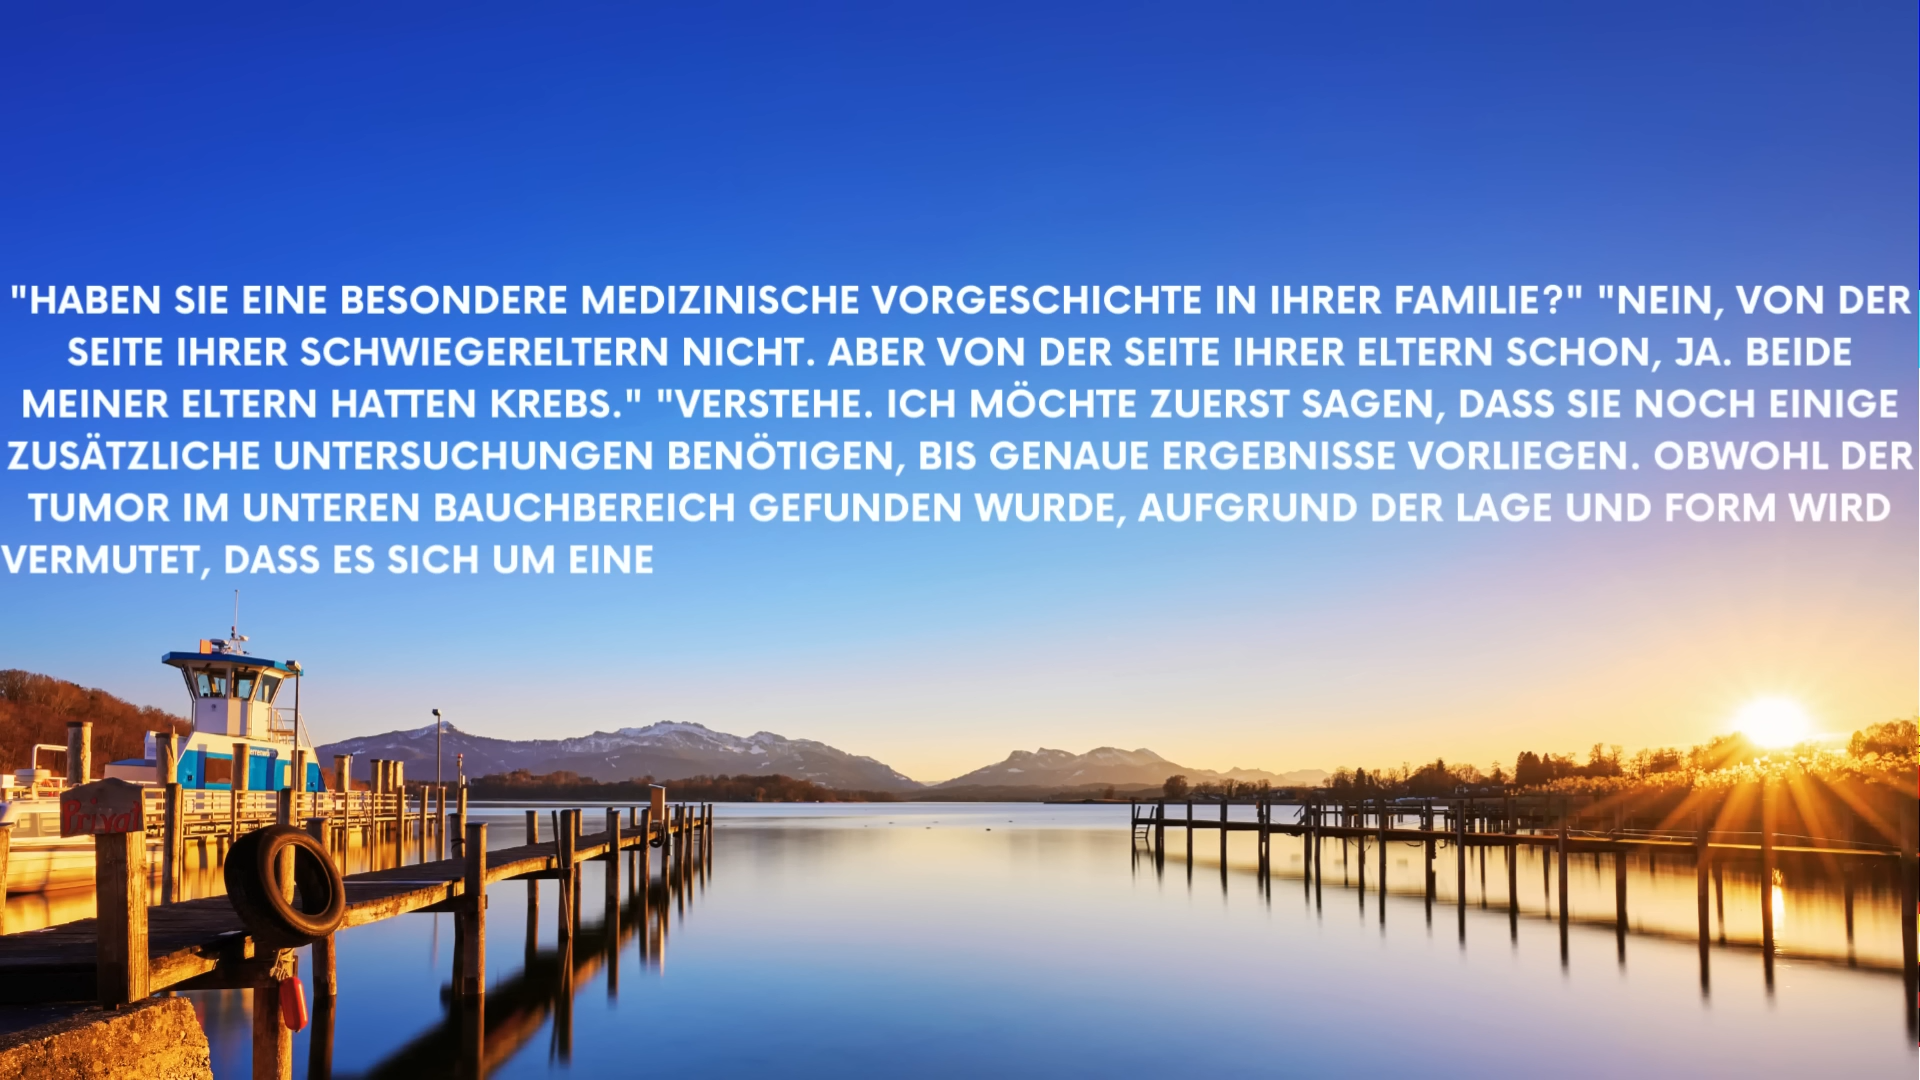 "HABEN SIE EINE BESONDERE MEDIZINISCHE VORGESCHICHTE IN IHRER FAMILIE?" "NEIN, VON DER
SEITE IHRER SCHWIEGERELTERN NICHT. ABER VON DER SEITE IHRER ELTERN SCHON, JA. BEIDE
MEINER ELTERN HATTEN KREBS." "VERSTEHE. ICH MÖCHTE ZUERST SAGEN, DASS SIE NOCH EINIGE
ZUSÄTZLICHE UNTERSUCHUNGEN BENÖTIGEN, BIS GENAUE ERGEBNISSE VORLIEGEN. OBWOHL DER
TUMOR IM UNTEREN BAUCHBEREICH GEFUNDEN WURDE, AUFGRUND DER LAGE UND FORM WIRD
VERMUTET, DASS ES SICH UM EINE
Privat